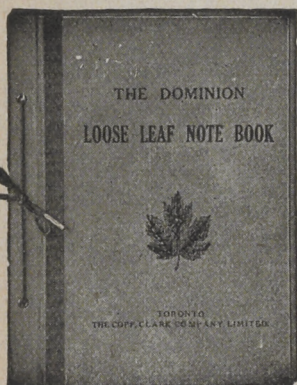 THE DOMINION
LOOSE LEAF NOTE BOOK
TORONTO
THE COPP, CLARK COMPANY LIMITED